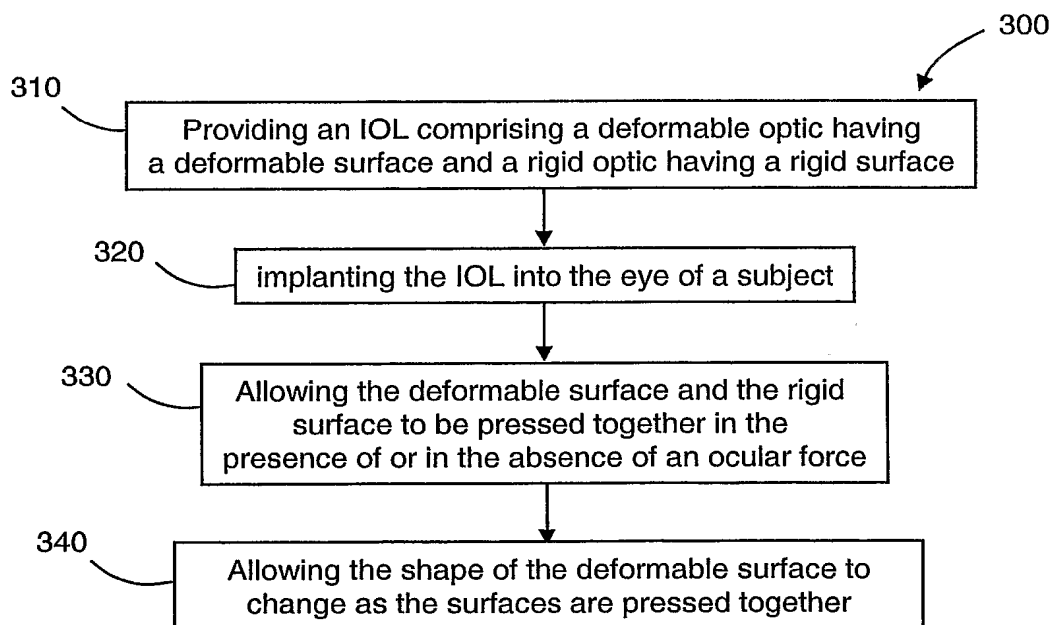 300
310
Providing an IOL comprising a deformable optic having
a deformable surface and a rigid optic having a rigid surface
320
implanting the IOL into the eye of a subject
330
Allowing the deformable surface and the rigid
surface to be pressed together in the
presence of or in the absence of an ocular force
340
Allowing the shape of the deformable surface to
change as the surfaces are pressed together